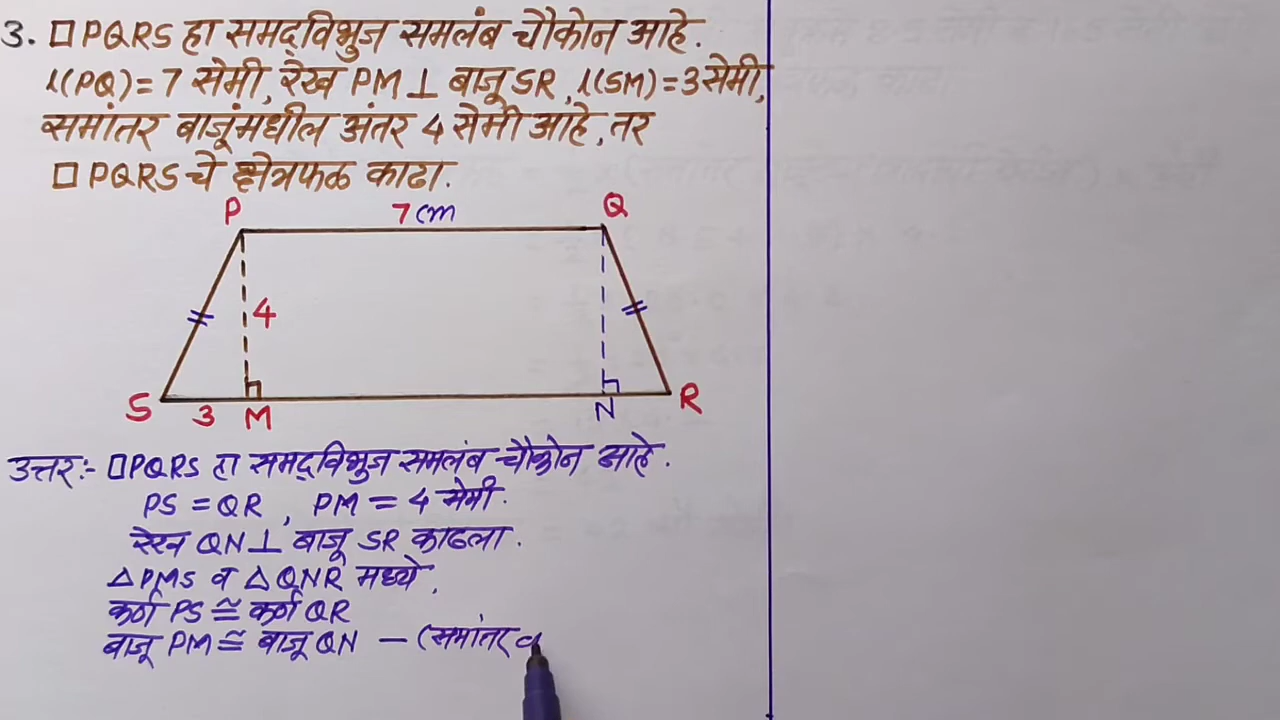 3. □PQRS हा समद्विभुज समलंब चौकोन आहे.
l(PQ) = 7 सेमी, रेख PM ⊥ बाजू SR, l(SM) = 3 सेमी,
समांतर बाजूंमधील अंतर 4 सेमी आहे, तर
□PQRS चे क्षेत्रफळ काढा.
P 7cm Q
4
S 3 M N R
उत्तर:- □PQRS हा समद्विभुज समलंब चौकोन आहे.
PS = QR, PM = 4 सेमी.
रेख QN ⊥ बाजू SR काढला.
△PMS व △QNR मध्ये,
कर्ण PS ≅ कर्ण QR
बाजू PM ≅ बाजू QN — (समांतर